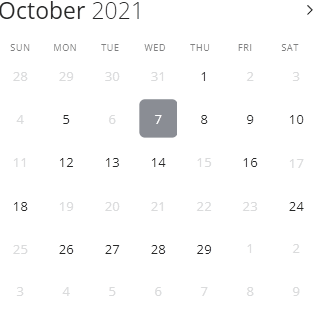 October 2021
SUN MON TUE WED THU FRI SAT
28 29 30 31 1 2 3
4 5 6 7 8 9 10
11 12 13 14 15 16 17
18 19 20 21 22 23 24
25 26 27 28 29 1 2
3 4 5 6 7 8 9